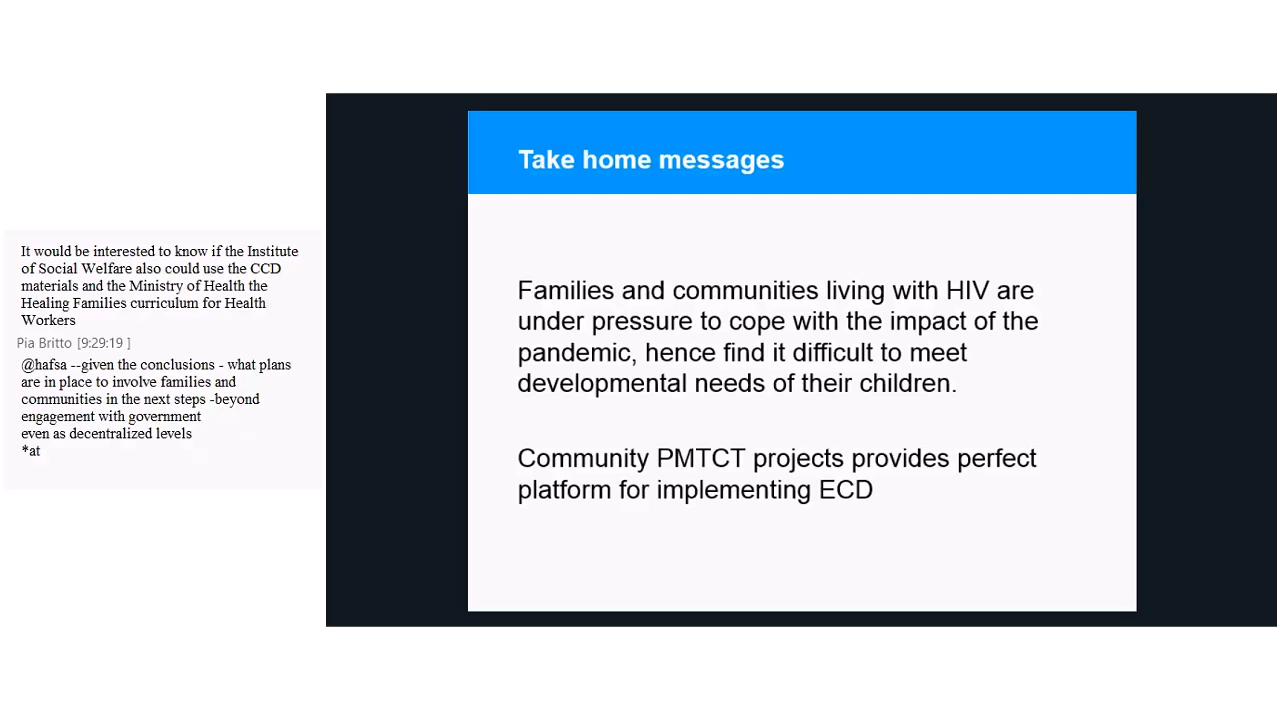 It would be interested to know if the Institute
of Social Welfare also could use the CCD
materials and the Ministry of Health the
Healing Families curriculum for Health
Workers
Pia Britto [9:29:19 ]
@hafsa --given the conclusions - what plans
are in place to involve families and
communities in the next steps -beyond
engagement with government
even as decentralized levels
*at
Take home messages
Families and communities living with HIV are
under pressure to cope with the impact of the
pandemic, hence find it difficult to meet
developmental needs of their children.
Community PMTCT projects provides perfect
platform for implementing ECD